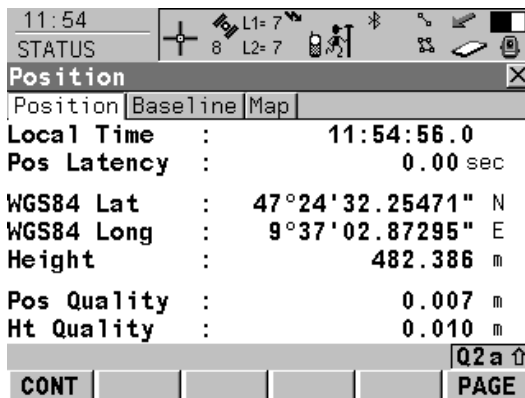 11:54
STATUS
8
L1= 7
L2= 7
Position
Position Baseline Map
Local Time : 11:54:56.0
Pos Latency : 0.00 sec
WGS84 Lat : 47°24'32.25471" N
WGS84 Long : 9°37'02.87295" E
Height : 482.386 m
Pos Quality : 0.007 m
Ht Quality : 0.010 m
Q2a
CONT PAGE